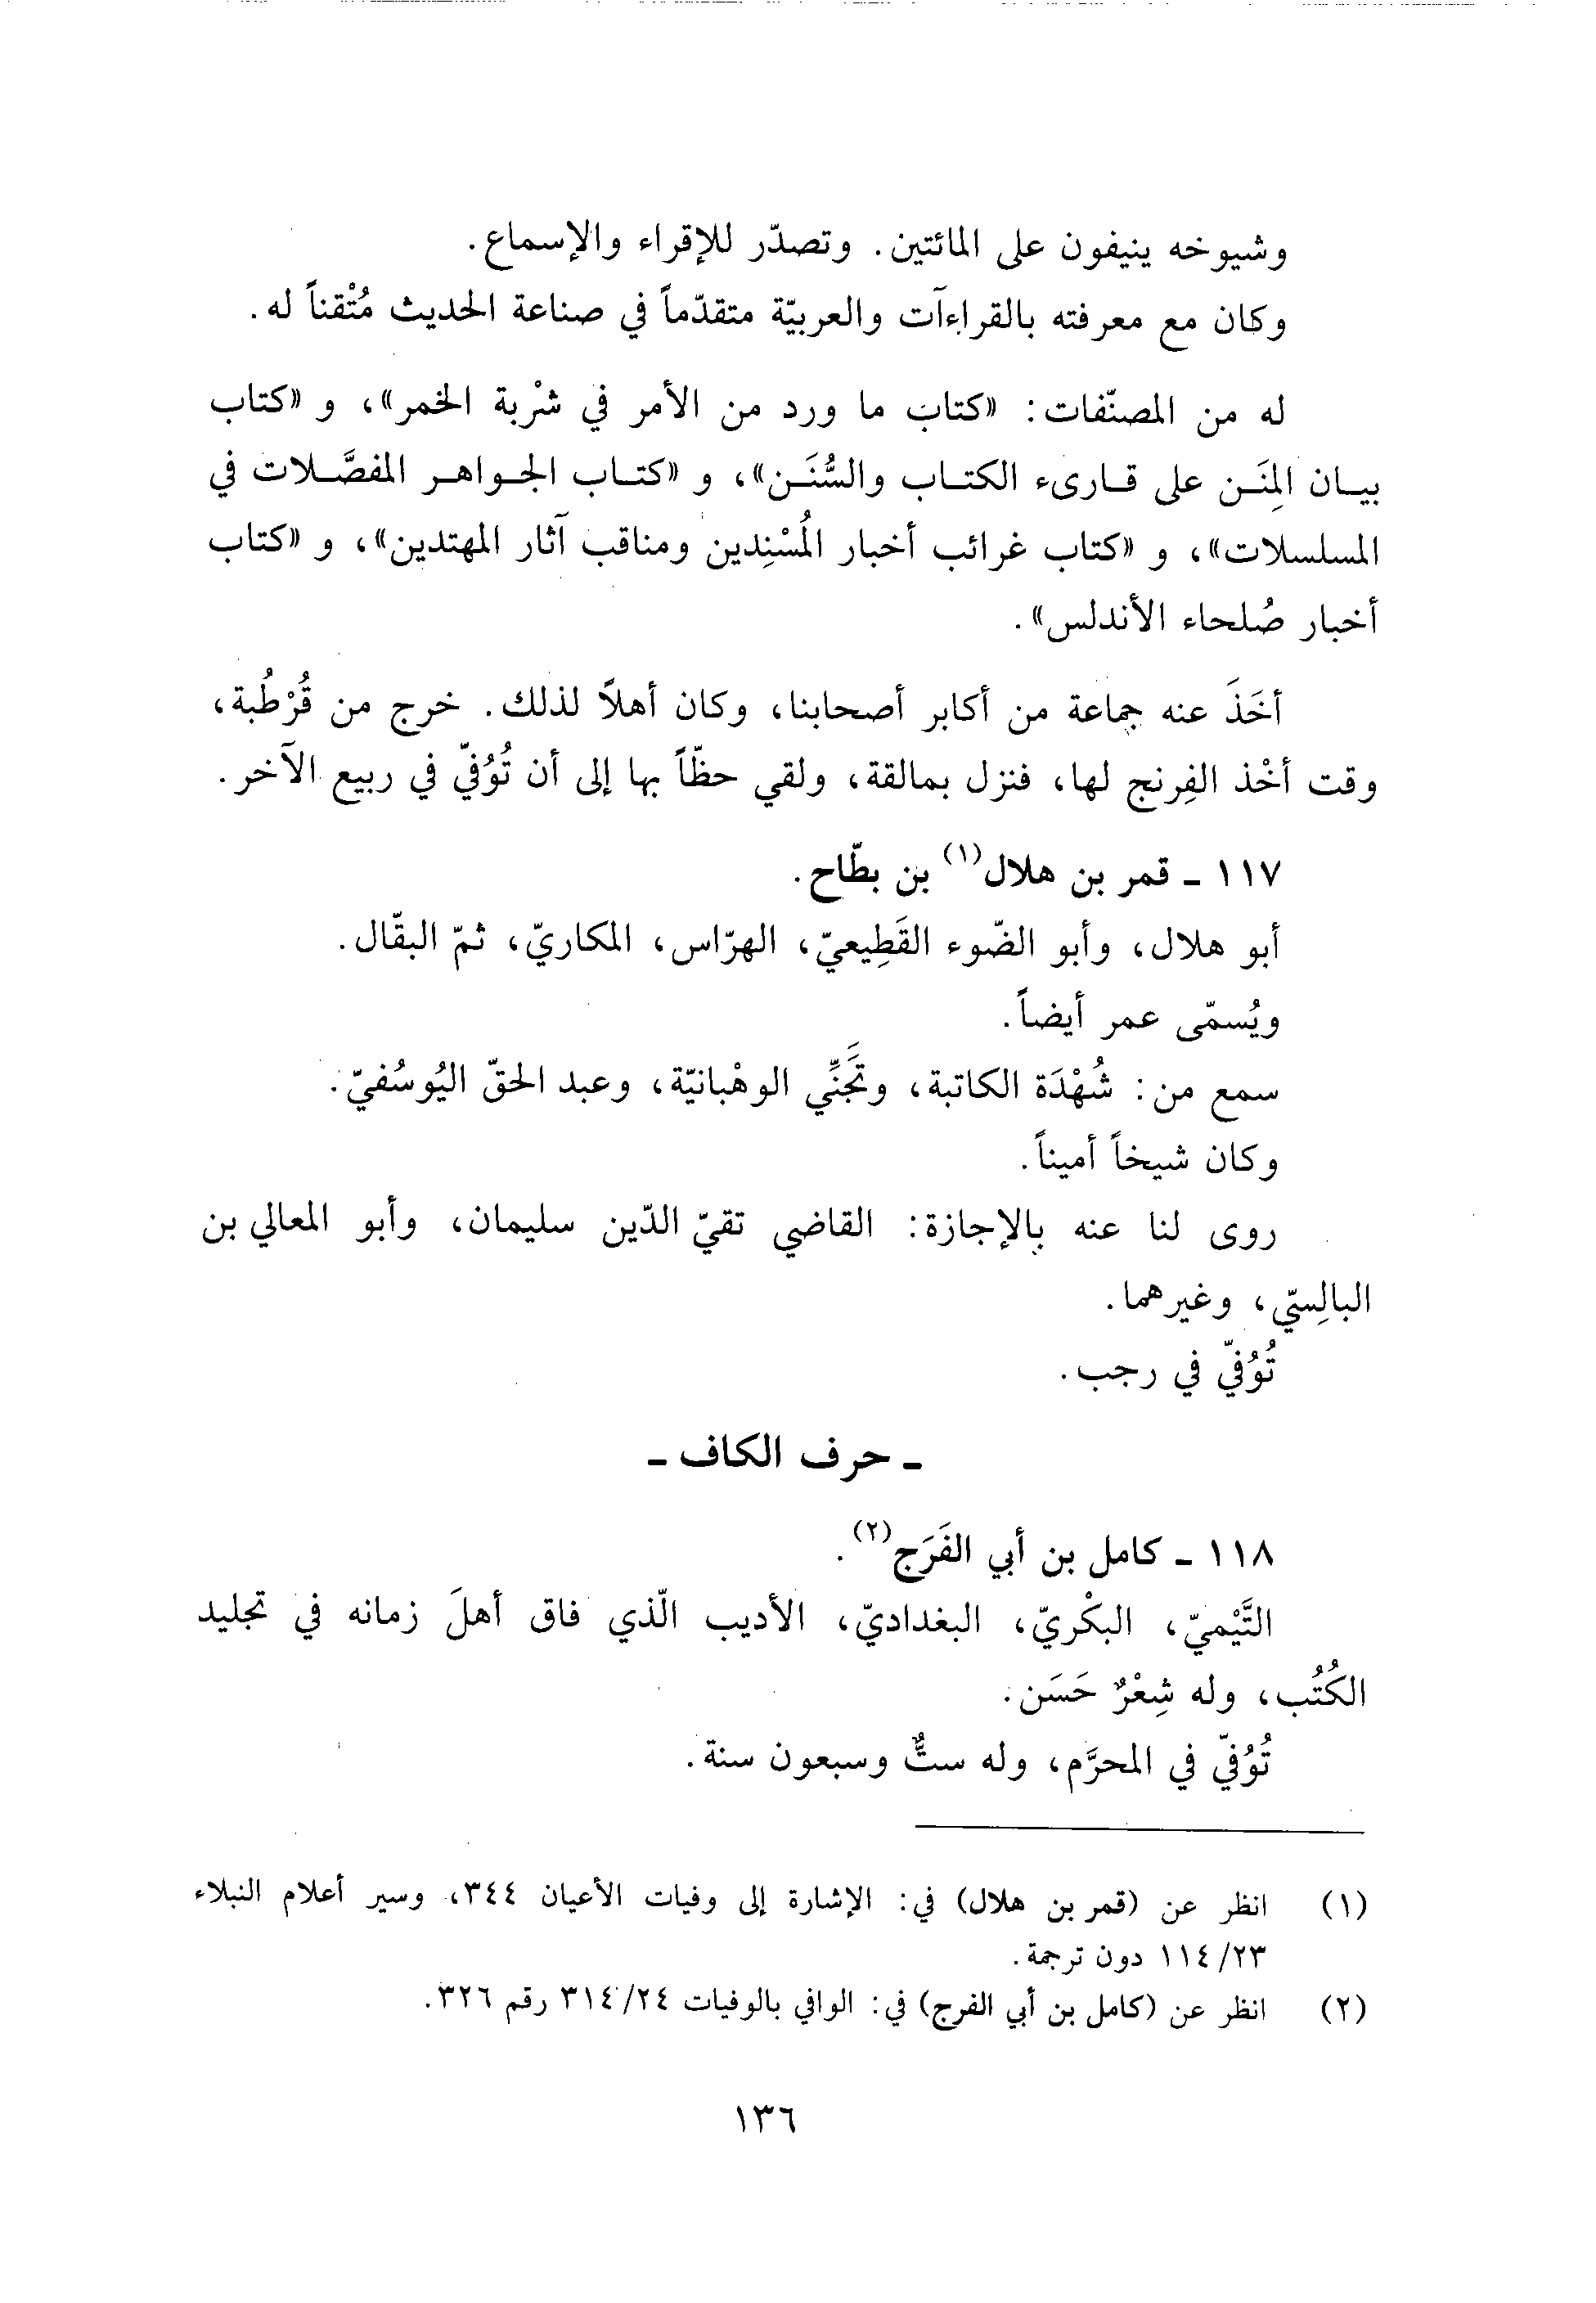 وشيوخه ينيفون على المائتين. وتصدّر للإقراء والإسماع.
وكان مع معرفته بالقراءآت والعربيّة متقدّماً في صناعة الحديث مُتْقناً له.
له من المصنّفات: «كتاب ما ورد من الأمر في شرْبة الخمر»، و «كتاب
بيـان المِنَـن على قـارىء الكتـاب والسُّنَـن»، و «كتـاب الجـواهـر المفصَّـلات في
المسلسلات»، و «كتاب غرائب أخبار المُسْنِدين ومناقب آثار المهتدين»، و «كتاب
أخبار صُلحاء الأندلس».
أخَذَ عنه جماعة من أكابر أصحابنا، وكان أهلاً لذلك. خرج من قُرْطُبة،
وقت أخْذ الفِرنج لها، فنزل بمالقة، ولقي حظّاً بها إلى أن تُوُفّي في ربيع الآخر.
١١٧ ـ قمر بن هلال(١) بن بطّاح.
أبو هلال، وأبو الضّوء القَطِيعيّ، الهرّاس، المكاريّ، ثمّ البقّال.
ويُسمّى عمر أيضاً.
سمع من: شُهْدَة الكاتبة، وتَجَنِّي الوهْبانيّة، وعبد الحقّ اليُوسُفيّ.
وكان شيخاً أميناً.
روى لنا عنه بالإجازة: القاضي تقيّ الدّين سليمان، وأبو المعالي بن
البالِسيّ، وغيرهما.
تُوُفّي في رجب.
ـ حرف الكاف ـ
١١٨ ـ كامل بن أبي الفَرَج(٢).
التَّيْميّ، البكْريّ، البغداديّ، الأديب الّذي فاق أهلَ زمانه في تجليد
الكُتُب، وله شِعْرٌ حَسَن.
تُوُفّي في المحرَّم، وله ستٌّ وسبعون سنة.
(١) انظر عن (قمر بن هلال) في: الإشارة إلى وفيات الأعيان ٣٤٤، وسير أعلام النبلاء
٢٣/ ١١٤ دون ترجمة.
(٢) انظر عن (كامل بن أبي الفرج) في: الوافي بالوفيات ٢٤/ ٣١٤ رقم ٣٢٦.
١٣٦